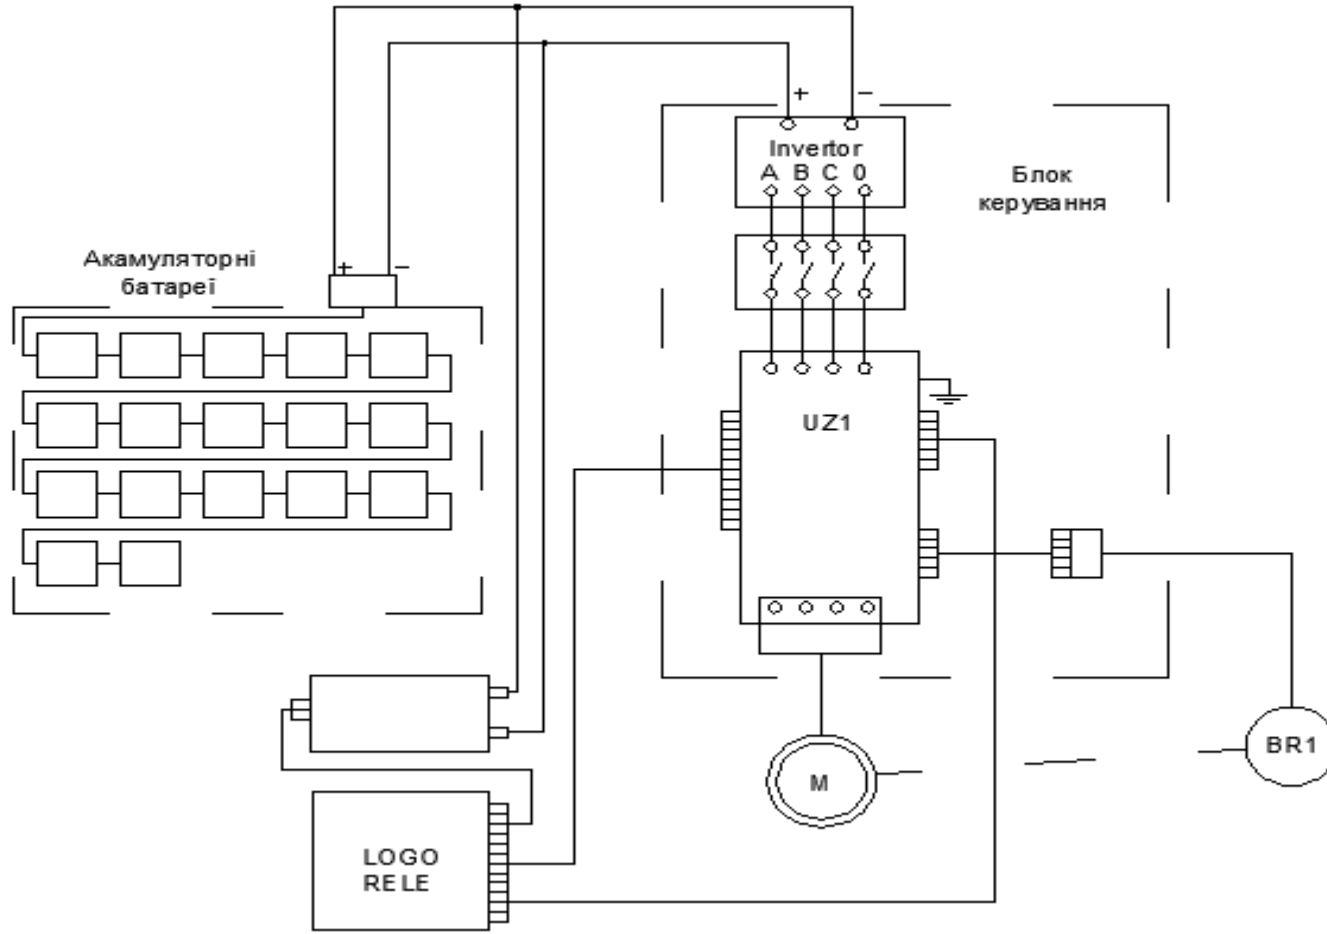 + −
Invertor
A B C 0
Блок
керування
Акамуляторні
батареї
+ −
UZ1
BR1
M
LOGO
RELE